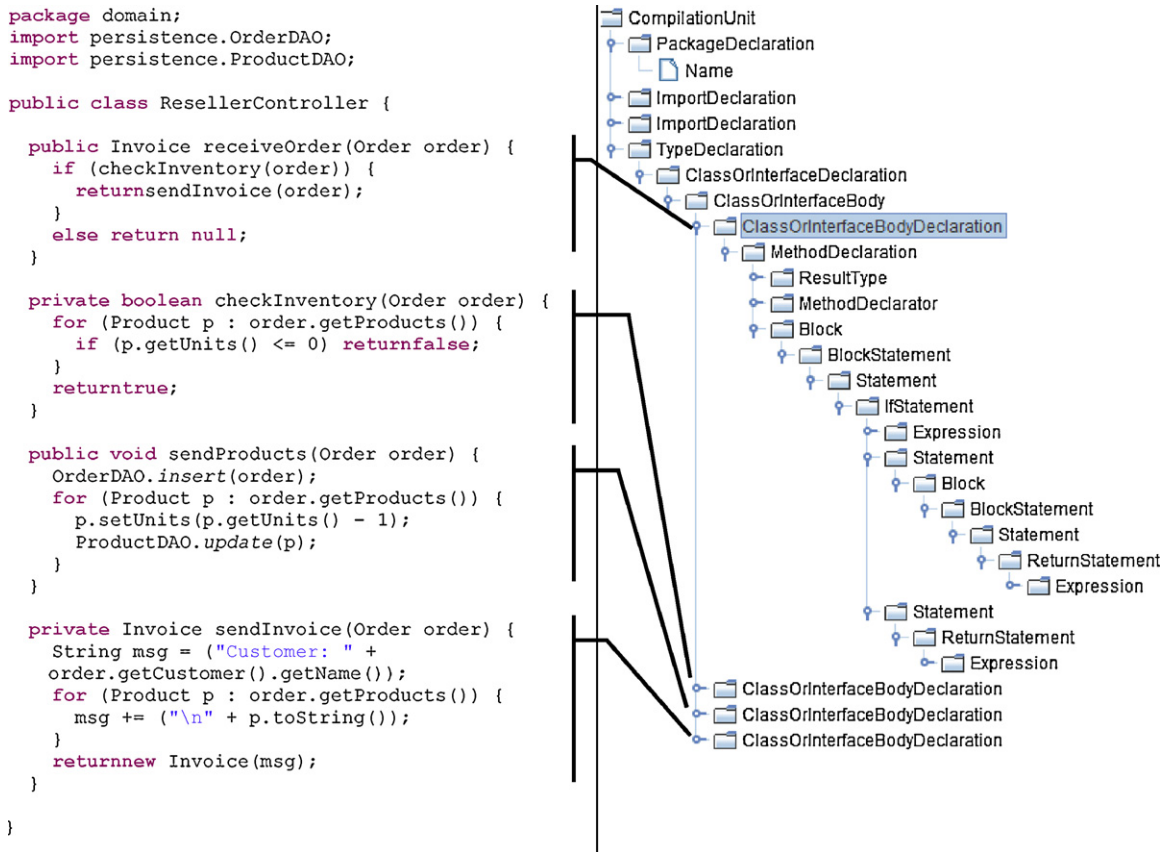 package domain;
import persistence.OrderDAO;
import persistence.ProductDAO;
public class ResellerController {
public Invoice receiveOrder(Order order) {
if (checkInventory(order)) {
returnsendInvoice(order);
}
else return null;
}
private boolean checkInventory(Order order) {
for (Product p : order.getProducts()) {
if (p.getUnits() <= 0) returnfalse;
}
returntrue;
}
public void sendProducts(Order order) {
OrderDAO.insert(order);
for (Product p : order.getProducts()) {
p.setUnits(p.getUnits() - 1);
ProductDAO.update(p);
}
}
private Invoice sendInvoice(Order order) {
String msg = ("Customer: " +
order.getCustomer().getName());
for (Product p : order.getProducts()) {
msg += ("\n" + p.toString());
}
returnnew Invoice(msg);
}
}
CompilationUnit
PackageDeclaration
Name
ImportDeclaration
ImportDeclaration
TypeDeclaration
ClassOrInterfaceDeclaration
ClassOrInterfaceBody
ClassOrInterfaceBodyDeclaration
MethodDeclaration
ResultType
MethodDeclarator
Block
BlockStatement
Statement
IfStatement
Expression
Statement
Block
BlockStatement
Statement
ReturnStatement
Expression
Statement
ReturnStatement
Expression
ClassOrInterfaceBodyDeclaration
ClassOrInterfaceBodyDeclaration
ClassOrInterfaceBodyDeclaration